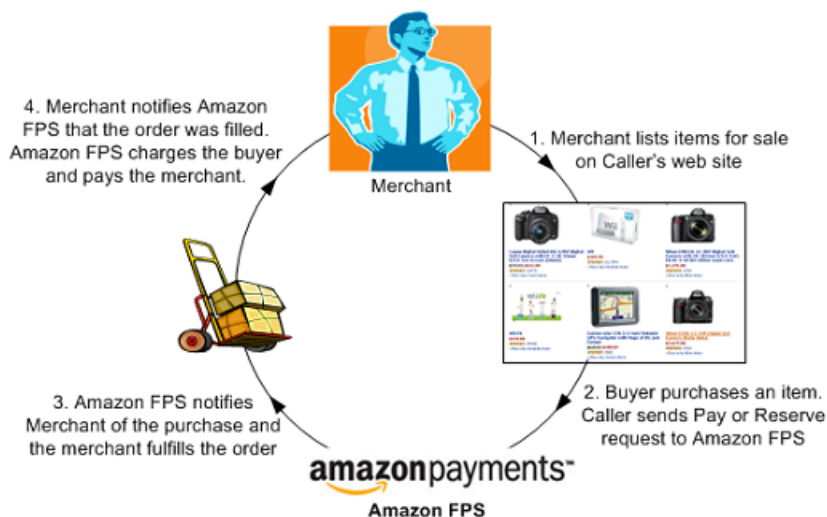 Merchant
1. Merchant lists items for sale
on Caller's web site
2. Buyer purchases an item.
Caller sends Pay or Reserve
request to Amazon FPS
amazonpayments™
Amazon FPS
3. Amazon FPS notifies
Merchant of the purchase and
the merchant fulfills the order
4. Merchant notifies Amazon
FPS that the order was filled.
Amazon FPS charges the buyer
and pays the merchant.